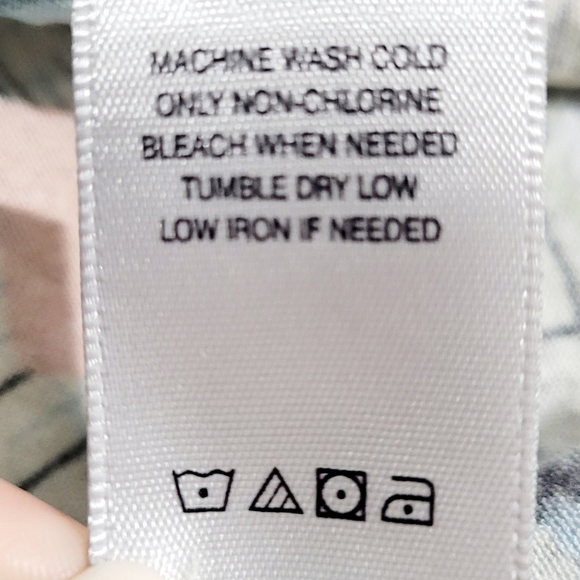 MACHINE WASH COLD
ONLY NON-CHLORINE
BLEACH WHEN NEEDED
TUMBLE DRY LOW
LOW IRON IF NEEDED